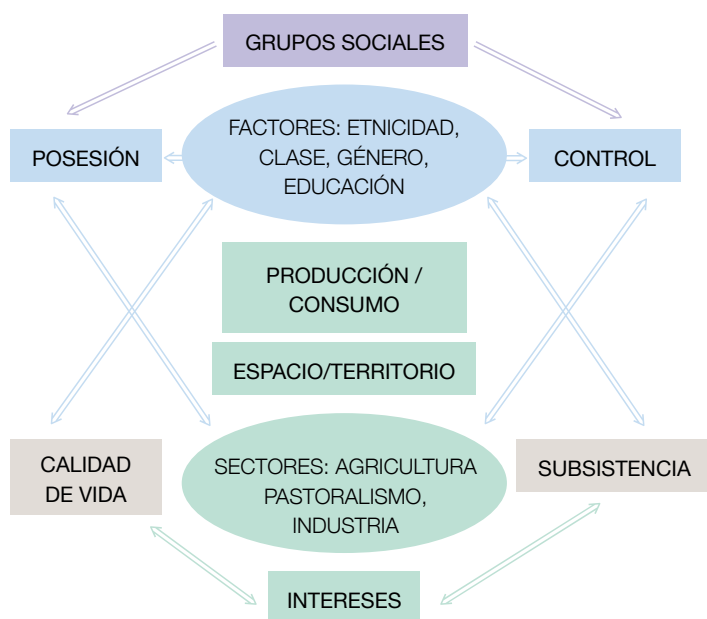 GRUPOS SOCIALES
FACTORES: ETNICIDAD,
CLASE, GÉNERO,
EDUCACIÓN
POSESIÓN
CONTROL
PRODUCCIÓN /
CONSUMO
ESPACIO/TERRITORIO
CALIDAD
DE VIDA
SECTORES: AGRICULTURA
PASTORALISMO,
INDUSTRIA
SUBSISTENCIA
INTERESES